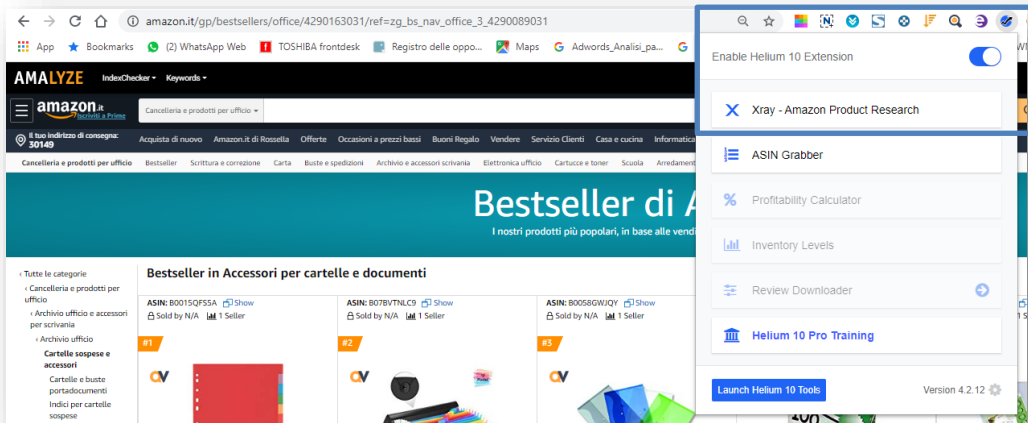 amazon.it/gp/bestsellers/office/4290163031/ref=zg_bs_nav_office_3_4290089031
App Bookmarks (2) WhatsApp Web TOSHIBA frontdesk Registro delle oppo... Maps Adwords_Analisi_pa...
Enable Helium 10 Extension
AMALYZE IndexChecker Keywords
Xray - Amazon Product Research
amazon.it
Iscriviti a Prime
Cancelleria e prodotti per ufficio
Il tuo indirizzo di consegna:
30149
Acquista di nuovo Amazon.it di Rossella Offerte Occasioni a prezzi bassi Buoni Regalo Vendere Servizio Clienti Casa e cucina Informatica
Cancelleria e prodotti per ufficio Bestseller Scrittura e correzione Carta Buste e spedizioni Archivio e accessori scrivania Elettronica ufficio Cartucce e toner Scuola Arredament
ASIN Grabber
Profitability Calculator
Inventory Levels
Review Downloader
Helium 10 Pro Training
Launch Helium 10 Tools Version 4.2.12
Bestseller di A
I nostri prodotti più popolari, in base alle vendi
‹ Tutte le categorie
‹ Cancelleria e prodotti per
ufficio
‹ Archivio ufficio e accessori
per scrivania
‹ Archivio ufficio
Cartelle sospese e
accessori
Cartelle e buste
portadocumenti
Indici per cartelle
sospese
Bestseller in Accessori per cartelle e documenti
ASIN: B0015QFS5A Show
Sold by N/A 1 Seller
#1
ASIN: B07BVTNLC9 Show
Sold by N/A 1 Seller
#2
ASIN: B0058GWJQY Show
Sold by N/A 1 Seller
#3